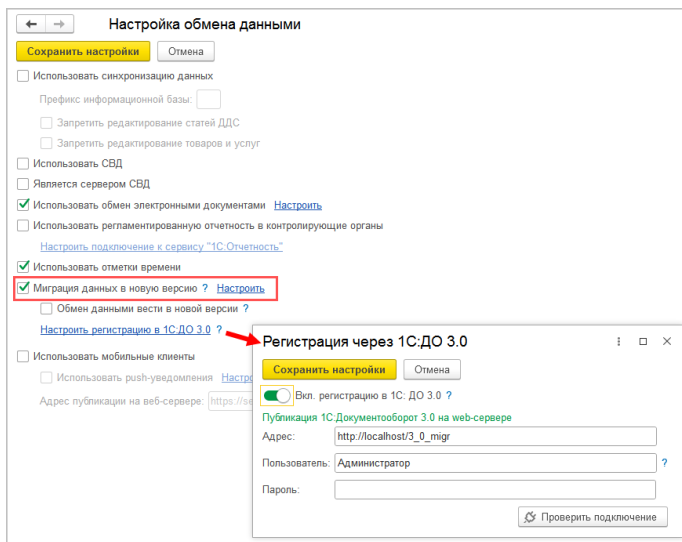 Настройка обмена данными
Сохранить настройки Отмена
Использовать синхронизацию данных
Префикс информационной базы:
Запретить редактирование статей ДДС
Запретить редактирование товаров и услуг
Использовать СВД
Является сервером СВД
Использовать обмен электронными документами Настроить
Использовать регламентированную отчетность в контролирующие органы
Настроить подключение к сервису "1С:Отчетность"
Использовать отметки времени
Миграция данных в новую версию ? Настроить
Обмен данными вести в новой версии ?
Настроить регистрацию в 1С:ДО 3.0 ?
Использовать мобильные клиенты
Использовать push-уведомления Настро
Адрес публикации на веб-сервере: https://se
Регистрация через 1С:ДО 3.0
Сохранить настройки Отмена
Вкл. регистрацию в 1С: ДО 3.0 ?
Публикация 1С:Документооборот 3.0 на web-сервере
Адрес: http://localhost/3_0_migr
Пользователь: Администратор ?
Пароль:
Проверить подключение